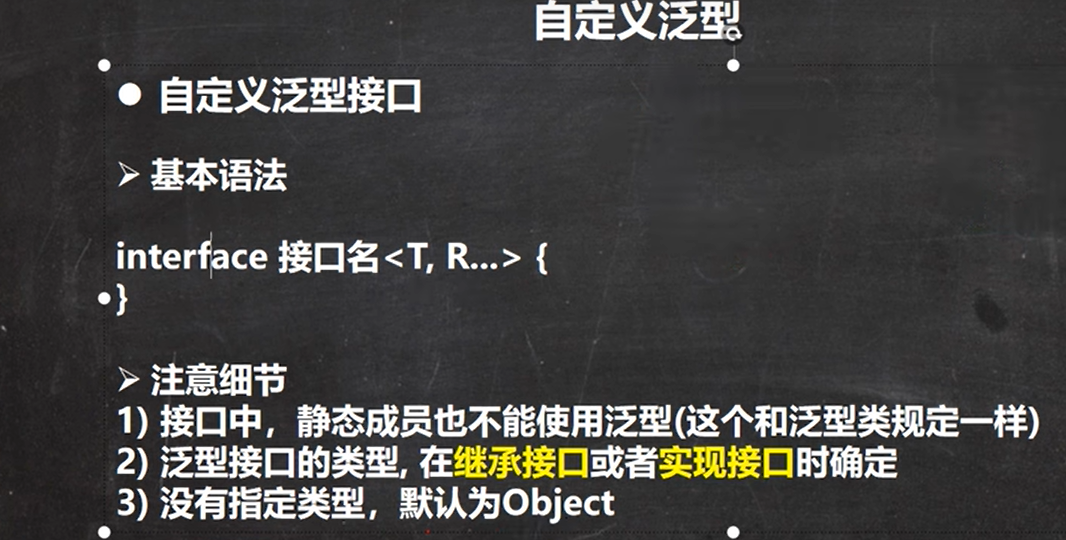 自定义泛型
● 自定义泛型接口
➢ 基本语法
interface 接口名<T, R...> {
}
➢ 注意细节
1) 接口中，静态成员也不能使用泛型(这个和泛型类规定一样)
2) 泛型接口的类型, 在继承接口或者实现接口时确定
3) 没有指定类型，默认为Object